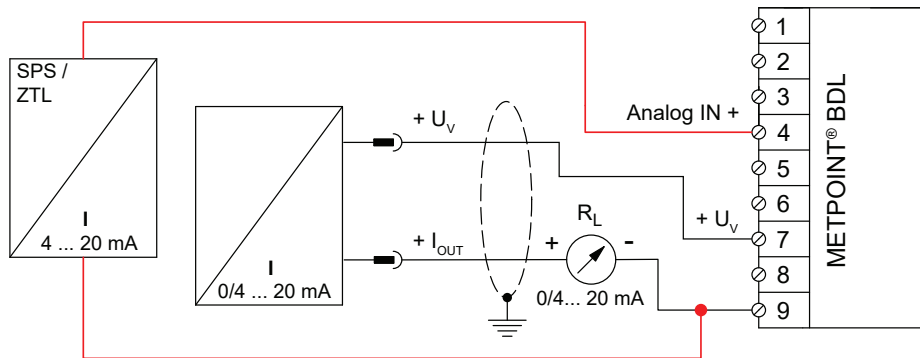 SPS /
ZTL
I
4 ... 20 mA
I
0/4 ... 20 mA
+ UV
+ IOUT
+
RL
-
0/4... 20 mA
Analog IN +
+ UV
1
2
3
4
5
6
7
8
9
METPOINT® BDL